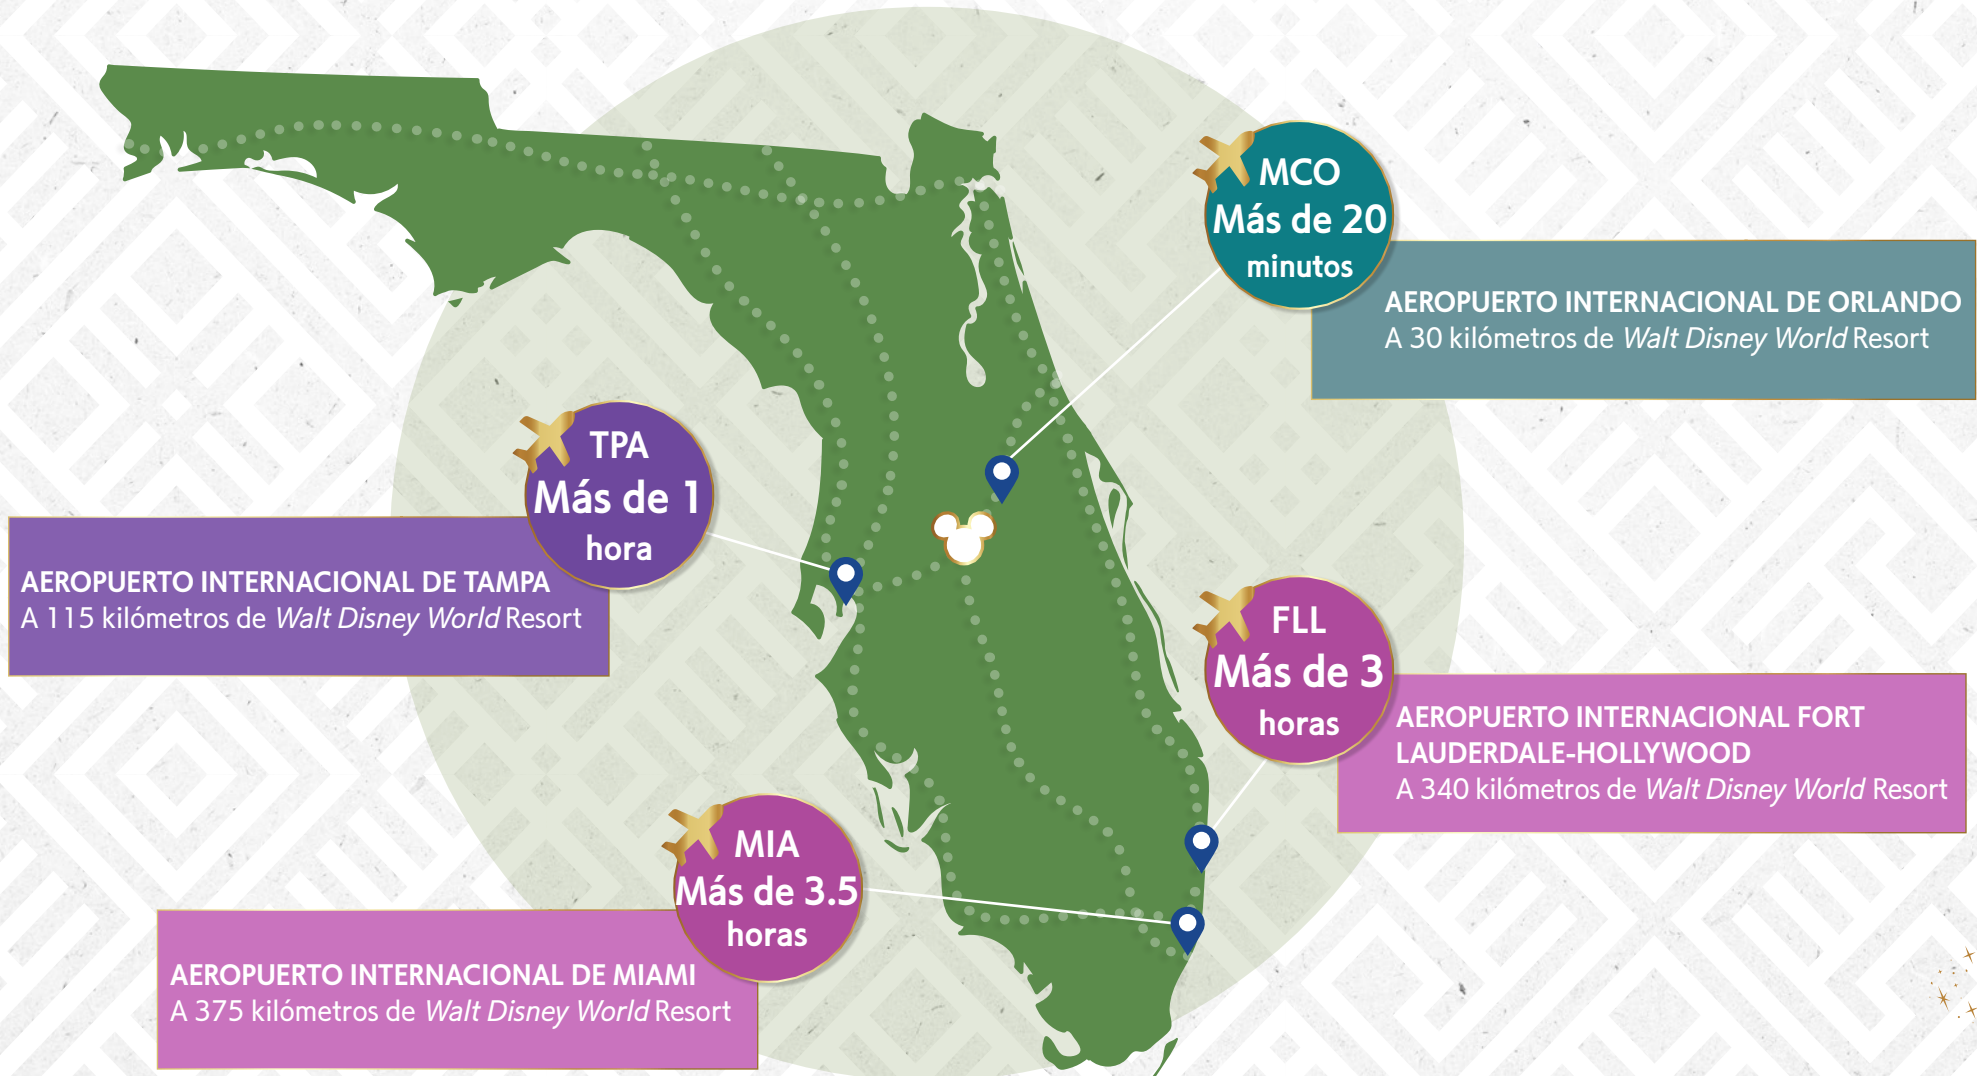 MCO
Más de 20
minutos
AEROPUERTO INTERNACIONAL DE ORLANDO
A 30 kilómetros de Walt Disney World Resort
TPA
Más de 1
hora
AEROPUERTO INTERNACIONAL DE TAMPA
A 115 kilómetros de Walt Disney World Resort
FLL
Más de 3
horas
AEROPUERTO INTERNACIONAL FORT
LAUDERDALE-HOLLYWOOD
A 340 kilómetros de Walt Disney World Resort
MIA
Más de 3.5
horas
AEROPUERTO INTERNACIONAL DE MIAMI
A 375 kilómetros de Walt Disney World Resort